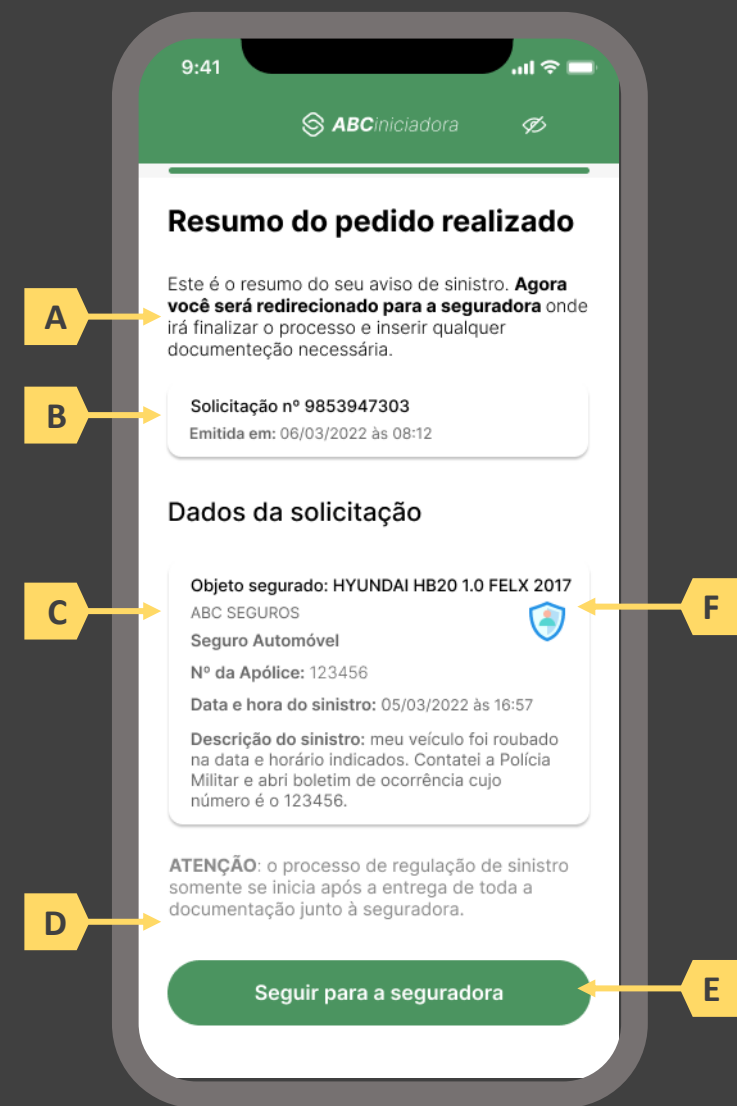 9:41
ABCiniciadora
Resumo do pedido realizado
Este é o resumo do seu aviso de sinistro. Agora
você será redirecionado para a seguradora onde
irá finalizar o processo e inserir qualquer
documenteção necessária.
A
Solicitação nº 9853947303
Emitida em: 06/03/2022 às 08:12
B
Dados da solicitação
Objeto segurado: HYUNDAI HB20 1.0 FELX 2017
ABC SEGUROS
Seguro Automóvel
Nº da Apólice: 123456
Data e hora do sinistro: 05/03/2022 às 16:57
Descrição do sinistro: meu veículo foi roubado
na data e horário indicados. Contatei a Polícia
Militar e abri boletim de ocorrência cujo
número é o 123456.
C
F
ATENÇÃO: o processo de regulação de sinistro
somente se inicia após a entrega de toda a
documentação junto à seguradora.
D
Seguir para a seguradora
E